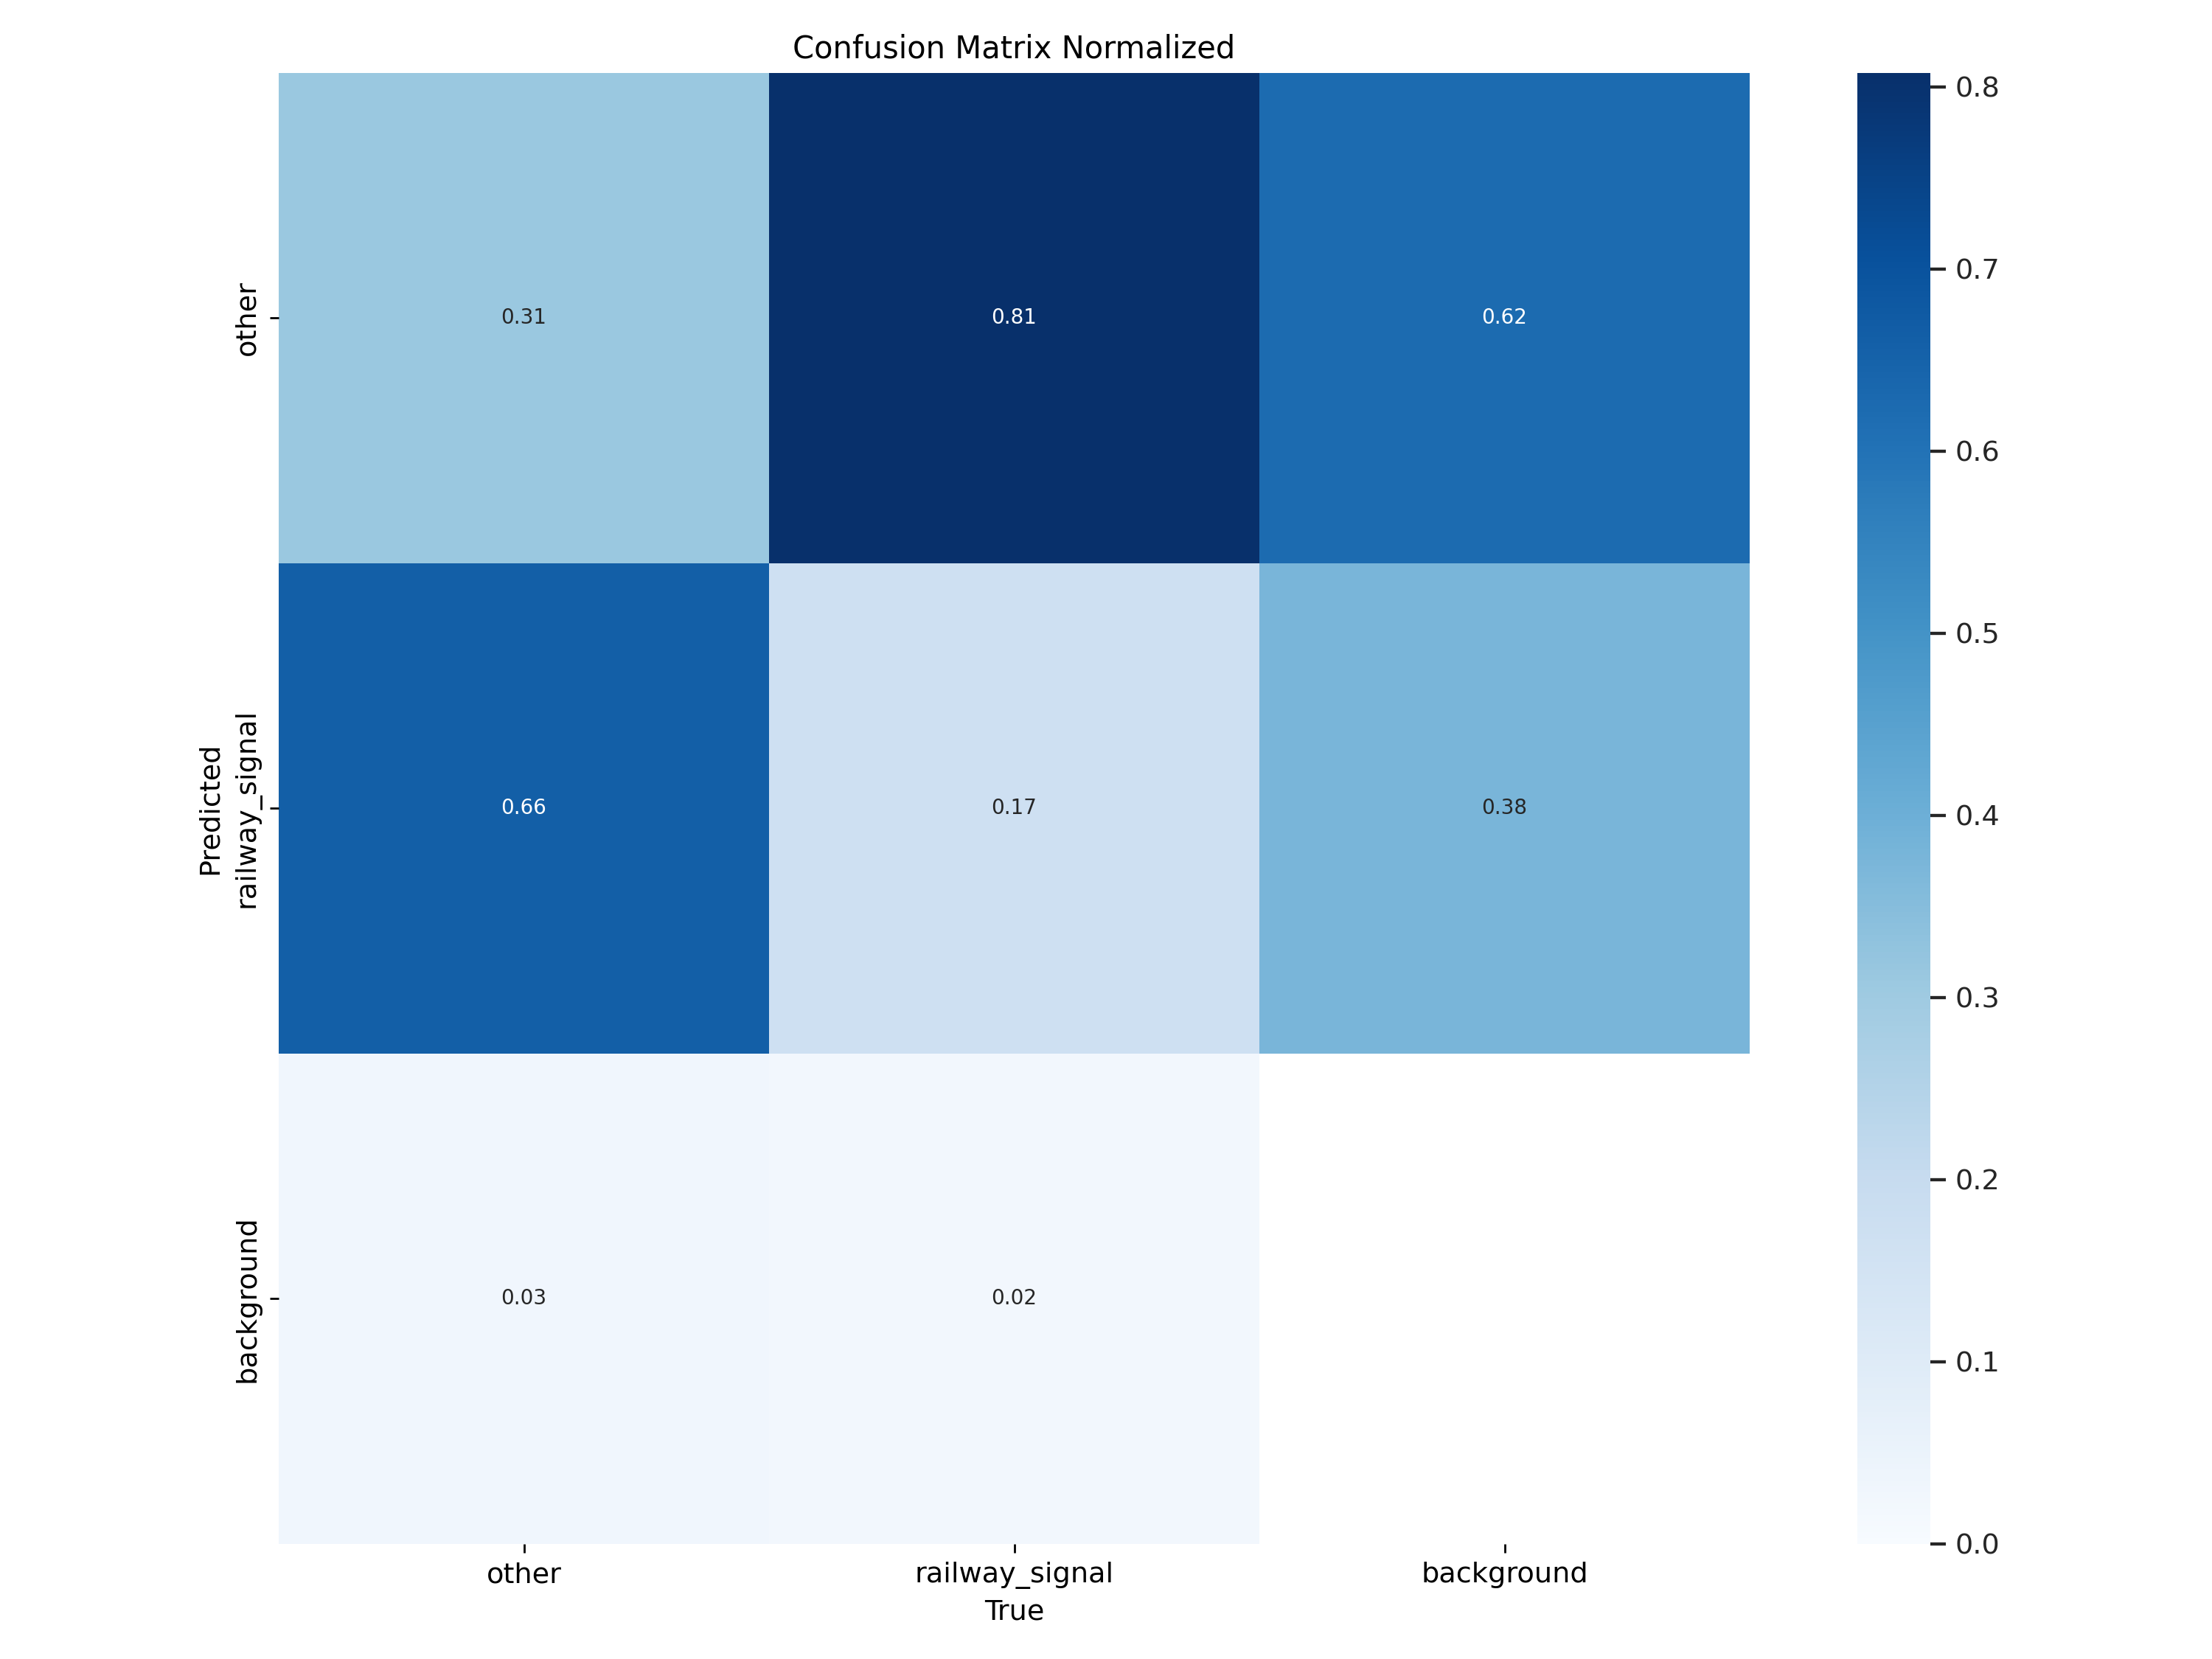 Confusion Matrix Normalized
other
0.31
0.81
0.62
Predicted
railway_signal
0.66
0.17
0.38
background
0.03
0.02
other
railway_signal
background
True
0.8
0.7
0.6
0.5
0.4
0.3
0.2
0.1
0.0